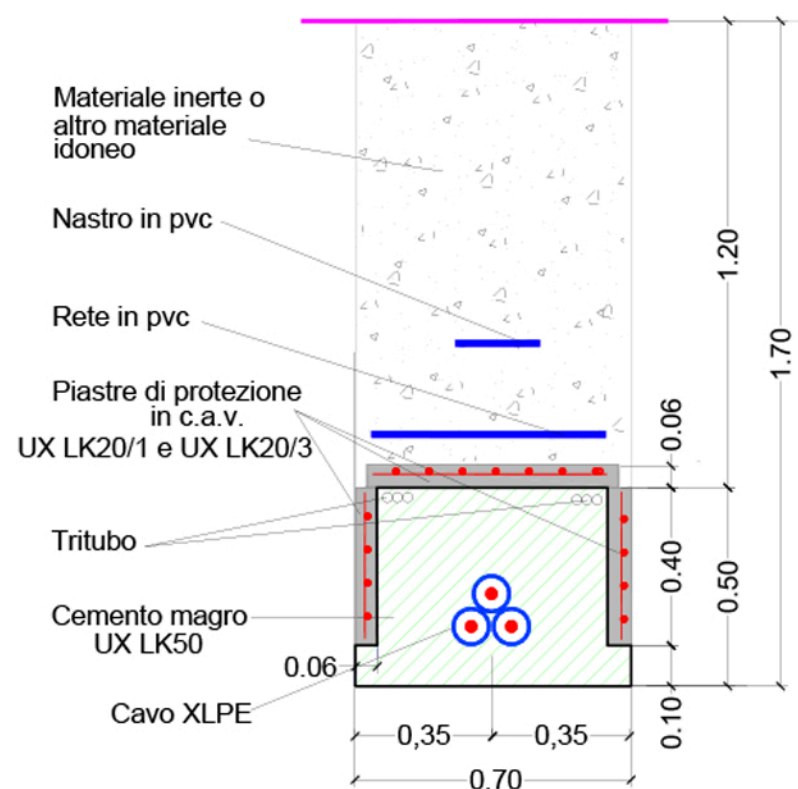 Materiale inerte o
altro materiale
idoneo
Nastro in pvc
Rete in pvc
Piastre di protezione
in c.a.v.
UX LK20/1 e UX LK20/3
Tritubo
Cemento magro
UX LK50
Cavo XLPE
1.20
1.70
0.06
0.40
0.50
0.10
0.06
0,35
0,35
0.70